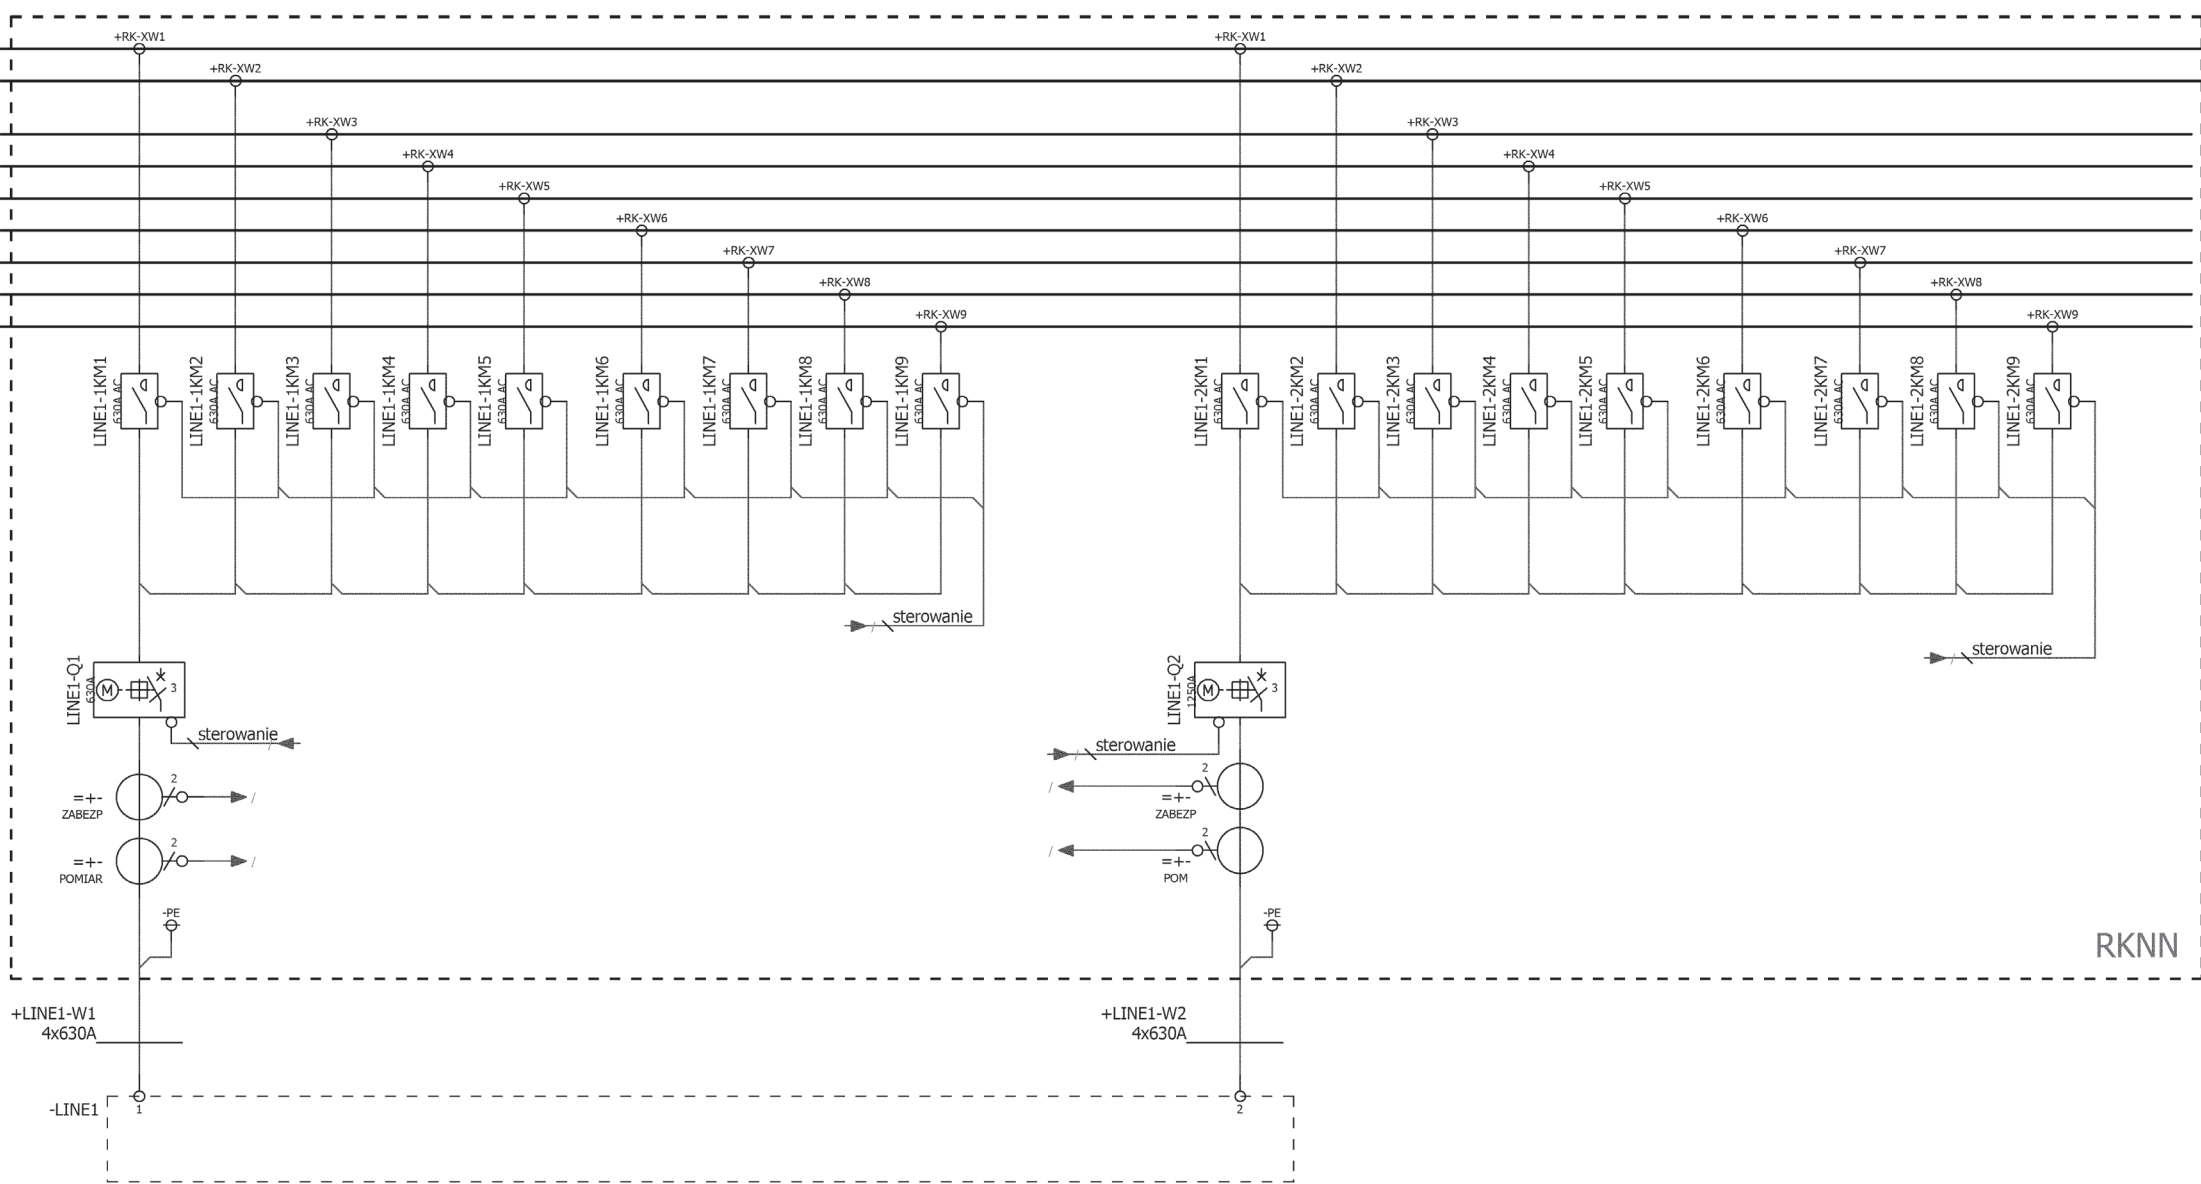 +RK-XW1
+RK-XW1
+RK-XW2
+RK-XW2
+RK-XW3
+RK-XW3
+RK-XW4
+RK-XW4
+RK-XW5
+RK-XW5
+RK-XW6
+RK-XW6
+RK-XW7
+RK-XW7
+RK-XW8
+RK-XW8
+RK-XW9
+RK-XW9
LINE1-1KM1
630A AC
LINE1-1KM2
630A AC
LINE1-1KM3
630A AC
LINE1-1KM4
630A AC
LINE1-1KM5
630A AC
LINE1-1KM6
630A AC
LINE1-1KM7
630A AC
LINE1-1KM8
630A AC
LINE1-1KM9
630A AC
LINE1-2KM1
630A AC
LINE1-2KM2
630A AC
LINE1-2KM3
630A AC
LINE1-2KM4
630A AC
LINE1-2KM5
630A AC
LINE1-2KM6
630A AC
LINE1-2KM7
630A AC
LINE1-2KM8
630A AC
LINE1-2KM9
630A AC
sterowanie
sterowanie
LINE1-Q1
630A
M
3
sterowanie
LINE1-Q2
1250A
M
3
sterowanie
2
=+-
ZABEZP
2
=+-
ZABEZP
2
=+-
POMIAR
2
=+-
POM
-PE
-PE
RKNN
+LINE1-W1
4x630A
+LINE1-W2
4x630A
-LINE1
1
2